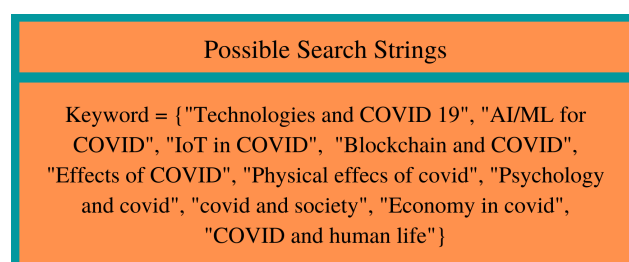 Possible Search Strings
Keyword = {"Technologies and COVID 19", "AI/ML for
COVID", "IoT in COVID",  "Blockchain and COVID",
"Effects of COVID", "Physical effecs of covid", "Psychology
and covid", "covid and society", "Economy in covid",
"COVID and human life"}